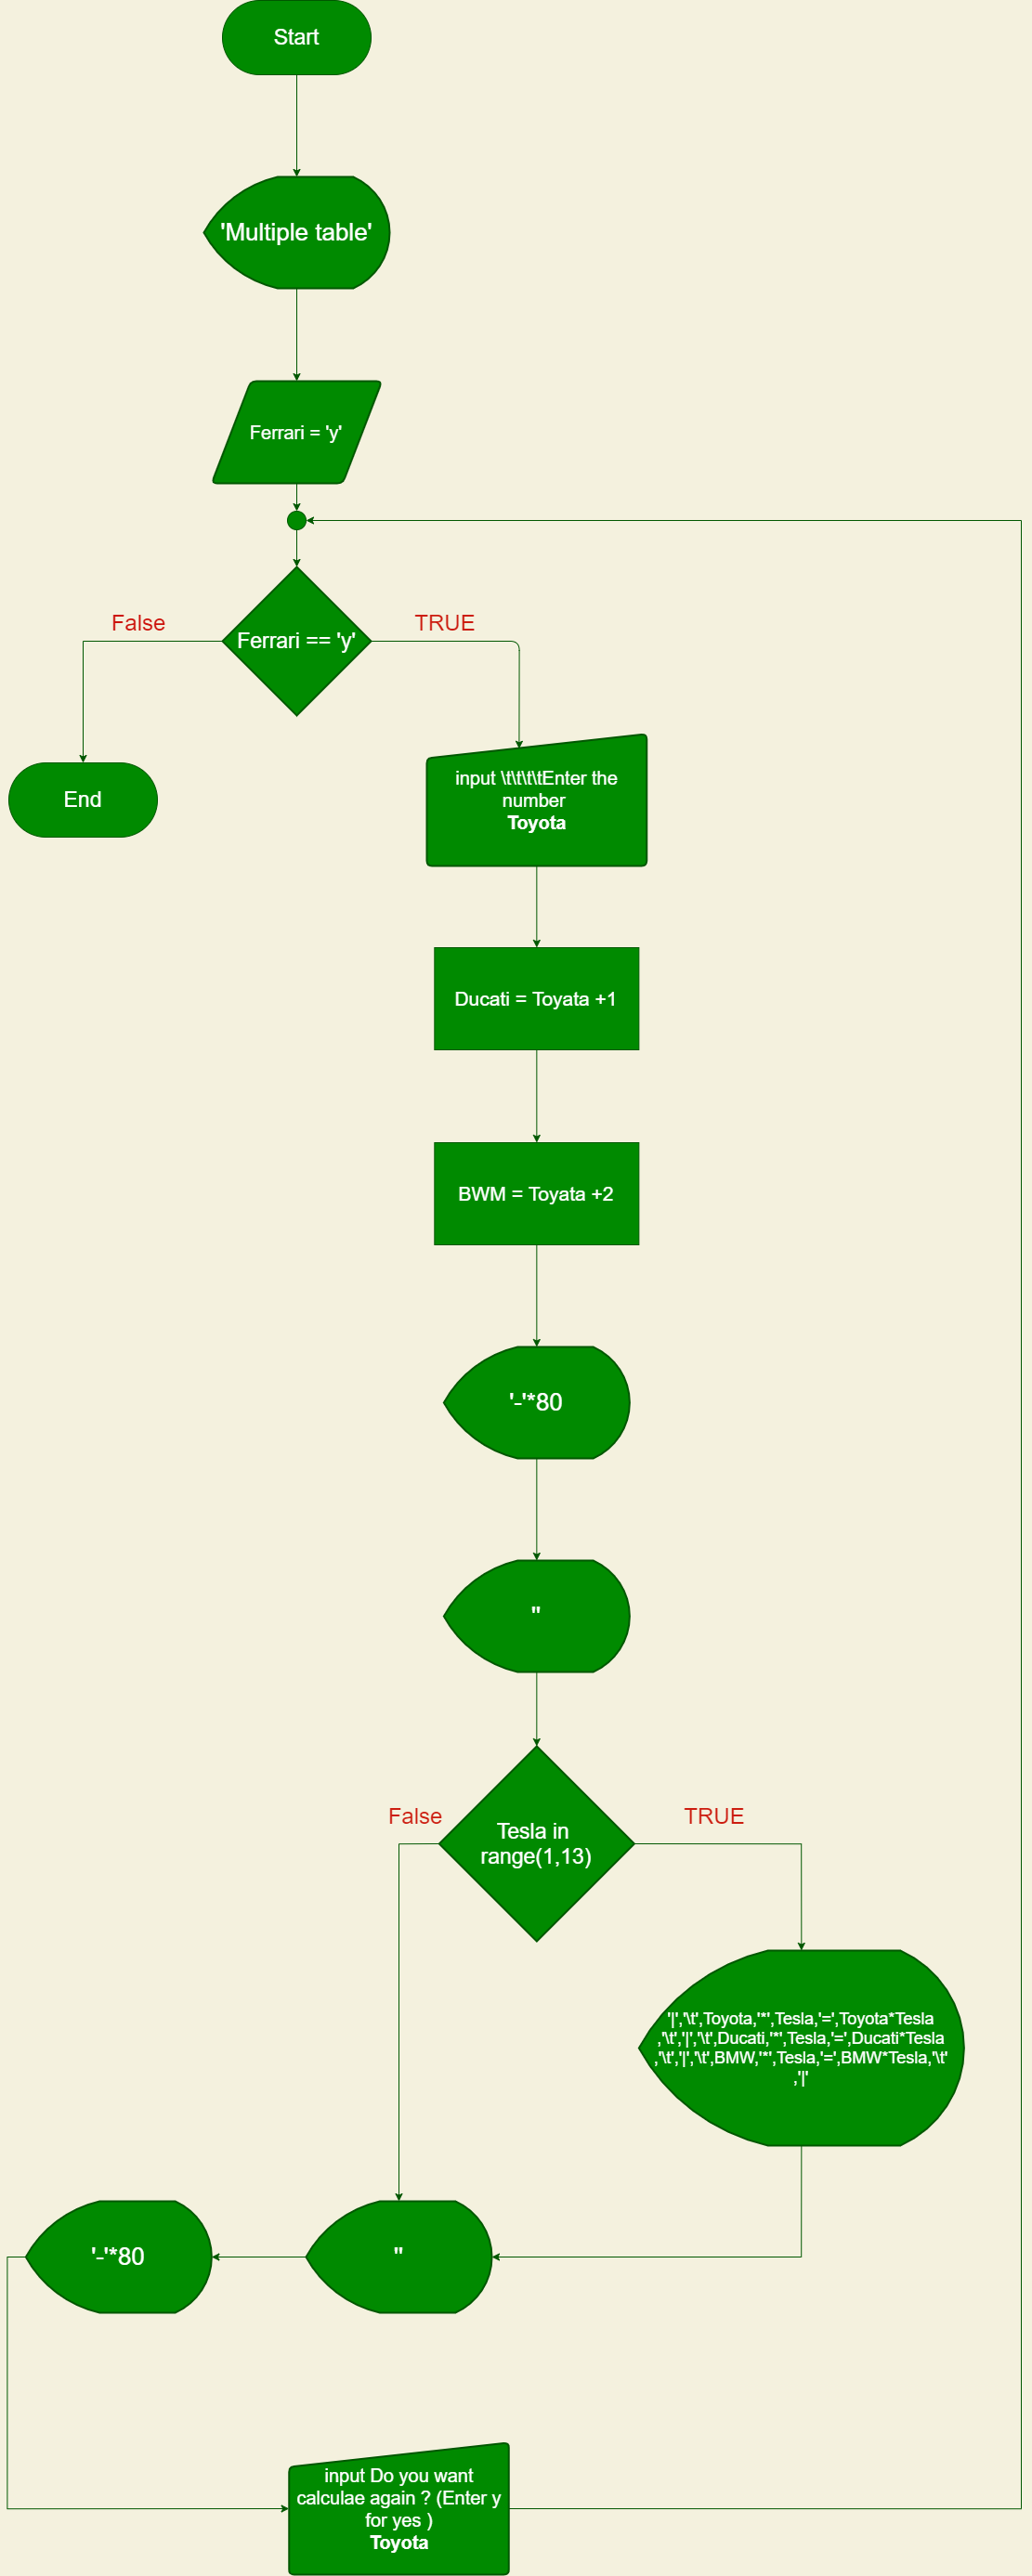 Start
'Multiple table'
Ferrari = 'y'
False
TRUE
Ferrari == 'y'
End
input \t\t\t\tEnter the
number
Toyota
Ducati = Toyata +1
BWM = Toyata +2
'-'*80
''
False
TRUE
Tesla in
range(1,13)
'|','\t',Toyota,'*',Tesla,'=',Toyota*Tesla
,'\t','|','\t',Ducati,'*',Tesla,'=',Ducati*Tesla
,'\t','|','\t',BMW,'*',Tesla,'=',BMW*Tesla,'\t'
,'|'
'-'*80
''
input Do you want
calculae again ? (Enter y
for yes )
Toyota